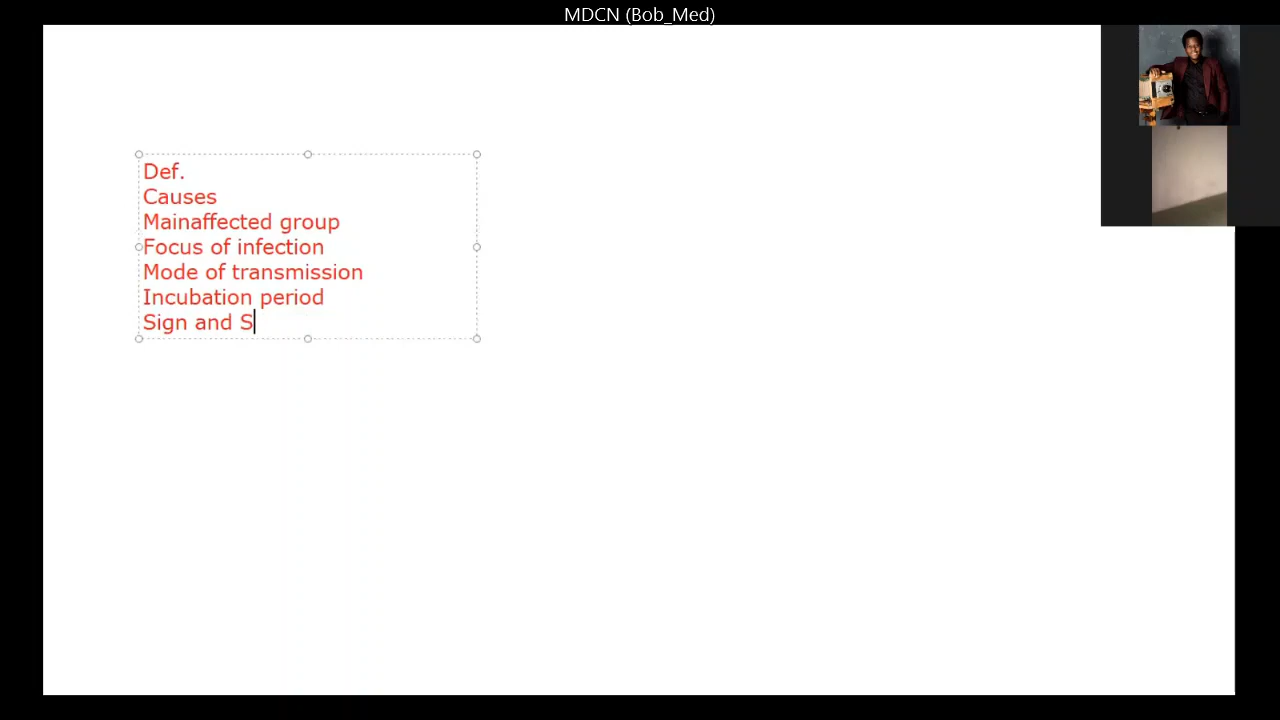 MDCN (Bob_Med)
Def.
Causes
Mainaffected group
Focus of infection
Mode of transmission
Incubation period
Sign and S